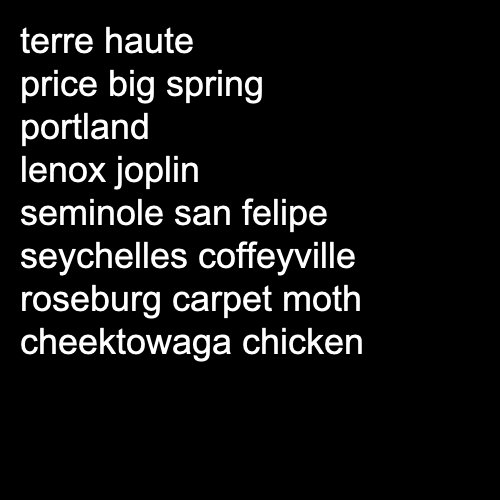 terre haute
price big spring
portland
lenox joplin
seminole san felipe
seychelles coffeyville
roseburg carpet moth
cheektowaga chicken